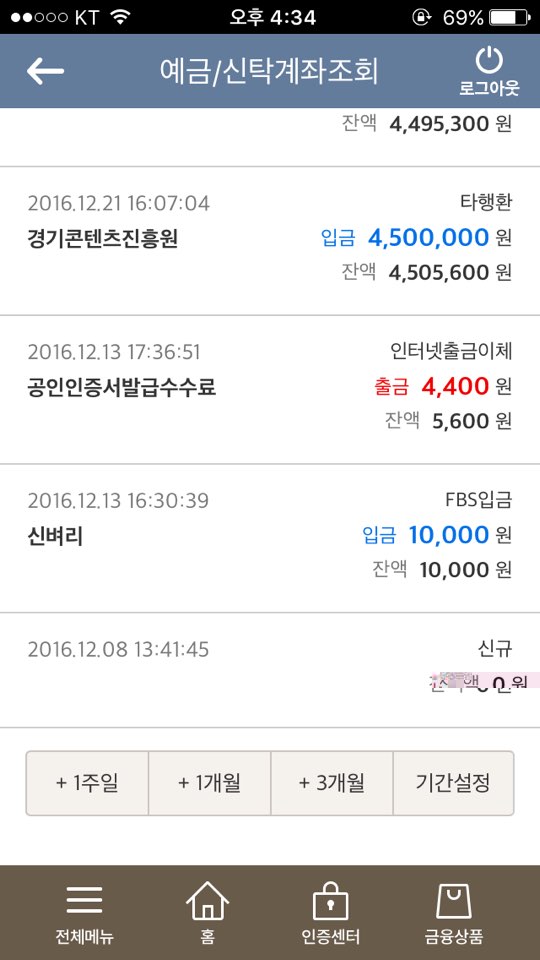 KT 오후 4:34 69%
예금/신탁계좌조회 로그아웃
잔액 4,495,300 원
2016.12.21 16:07:04 타행환
경기콘텐츠진흥원 입금 4,500,000 원
잔액 4,505,600 원
2016.12.13 17:36:51 인터넷출금이체
공인인증서발급수수료 출금 4,400 원
잔액 5,600 원
2016.12.13 16:30:39 FBS입금
신벼리 입금 10,000 원
잔액 10,000 원
2016.12.08 13:41:45 신규
0 원
+ 1주일 + 1개월 + 3개월 기간설정
전체메뉴 홈 인증센터 금융상품